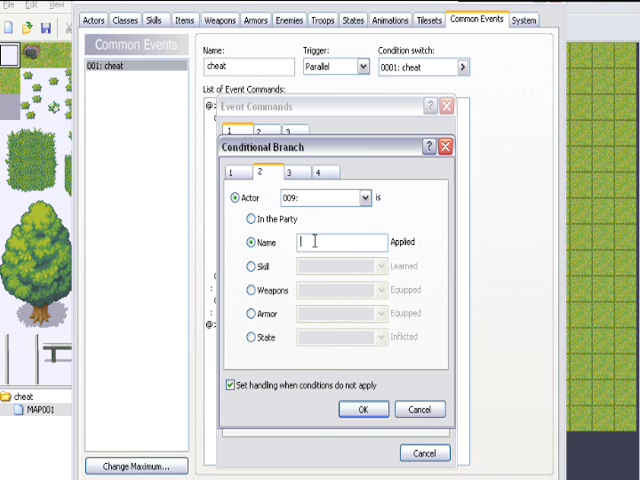 File Edit View
Actors Classes Skills Items Weapons Armors Enemies Troops States Animations Tilesets Common Events System
Common Events
001: cheat
Name: Trigger: Condition switch:
cheat Parallel 0001: cheat
List of Event Commands:
@>
Event Commands
1 2 3
Conditional Branch
1 2 3 4
Actor 009: is
In the Party
Name Applied
Skill Learned
Weapons Equipped
Armor Equipped
State Inflicted
:
@>
Set handling when conditions do not apply
OK Cancel
cheat
MAP001
Cancel
Change Maximum...